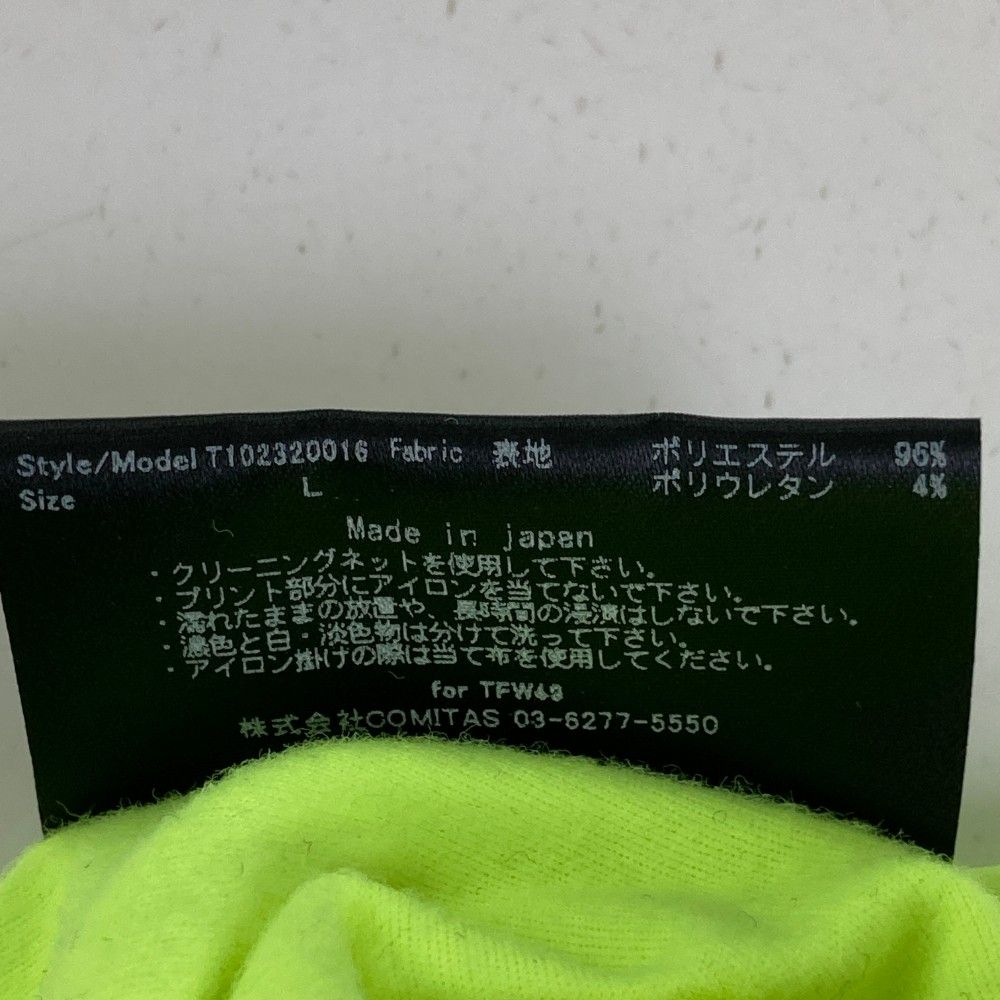 Style/Model T102320016 Fabric 表地 ポリエステル 96%
Size L ポリウレタン 4%
Made in japan
・クリーニングネットを使用して下さい。
・プリント部分にアイロンを当てないで下さい。
・濡れたままの放置や、長時間の浸漬はしないで下さい。
・濃色と白・淡色物は分けて洗って下さい。
・アイロン掛けの際は当て布を使用してください。
for TFW49
株式会社COMITAS 03-6277-5550